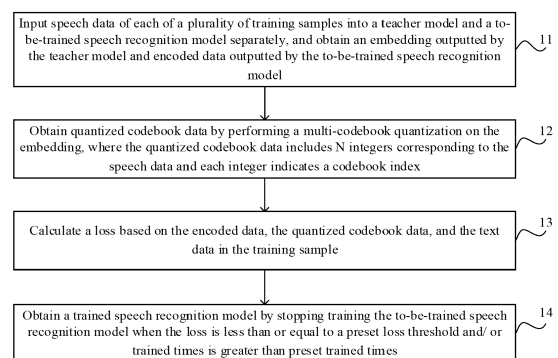 Input speech data of each of a plurality of training samples into a teacher model and a to-
be-trained speech recognition model separately, and obtain an embedding outputted by
the teacher model and encoded data outputted by the to-be-trained speech recognition
model
11
Obtain quantized codebook data by performing a multi-codebook quantization on the
embedding, where the quantized codebook data includes N integers corresponding to
the speech data and each integer indicates a codebook index
12
Calculate a loss based on the encoded data, the quantized codebook data, and the text
data in the training sample
13
Obtain a trained speech recognition model by stopping training the to-be-trained speech
recognition model when the loss is less than or equal to a preset loss threshold and/ or
trained times is greater than preset trained times
14